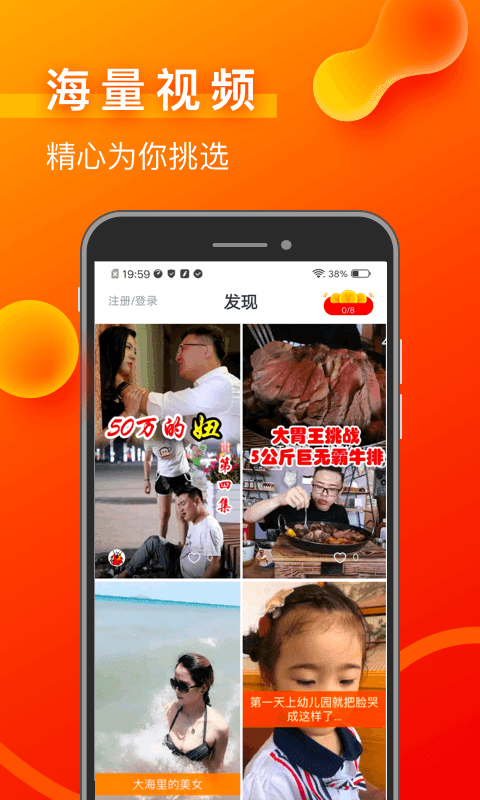 海量视频
精心为你挑选
19:59
38%
注册/登录
发现
0/8
50万的妞
第四集
大胃王挑战
5公斤巨无霸牛排
0
0
大海里的美女
第一天上幼儿园就把脸哭
成这样了...